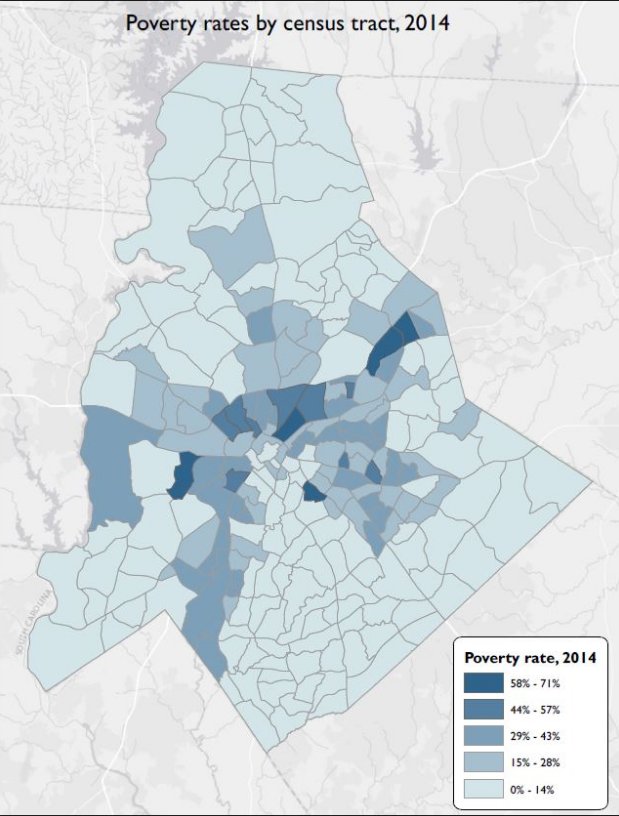 Poverty rates by census tract, 2014
SOUTH CAROLINA
Poverty rate, 2014
58% - 71%
44% - 57%
29% - 43%
15% - 28%
0% - 14%